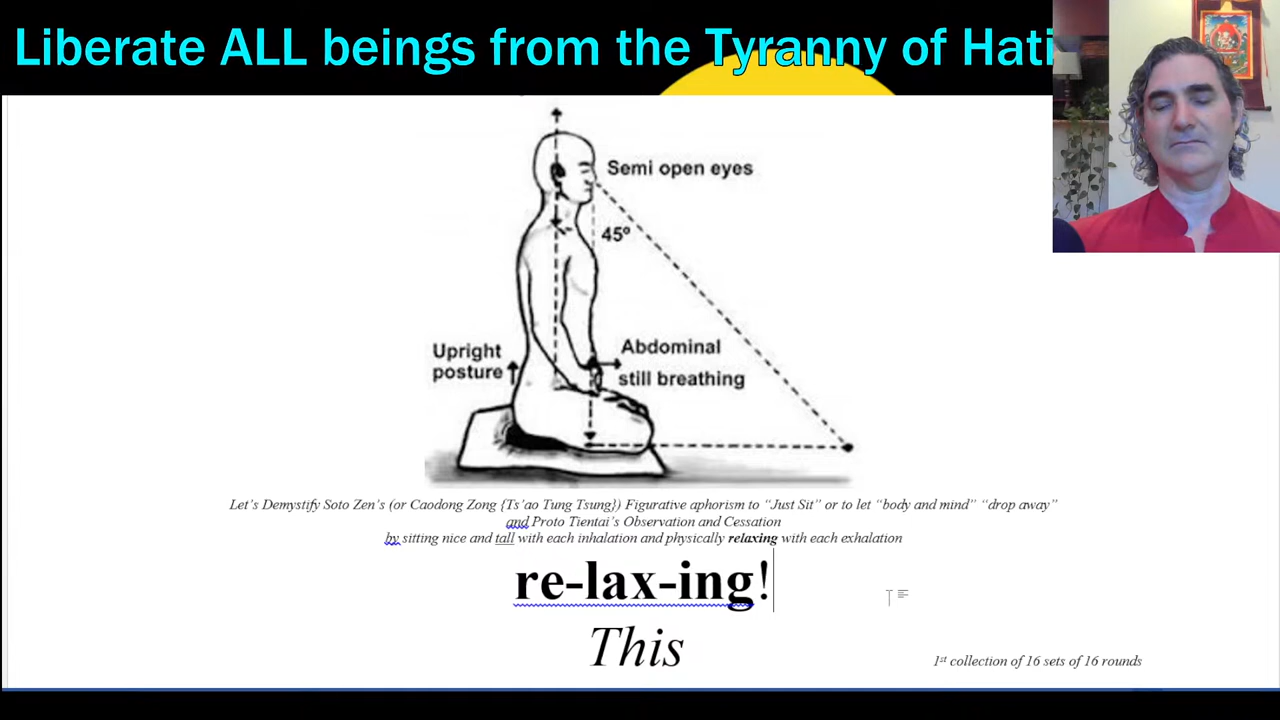 Liberate ALL beings from the Tyranny of Hati
Semi open eyes
45º
Upright
posture
Abdominal
still breathing
Let’s Demystify Soto Zen’s (or Caodong Zong {Ts’ao Tung Tsung}) Figurative aphorism to “Just Sit” or to let “body and mind” “drop away”
and Proto Tientai’s Observation and Cessation
by sitting nice and tall with each inhalation and physically relaxing with each exhalation
re-lax-ing!
This
1st collection of 16 sets of 16 rounds